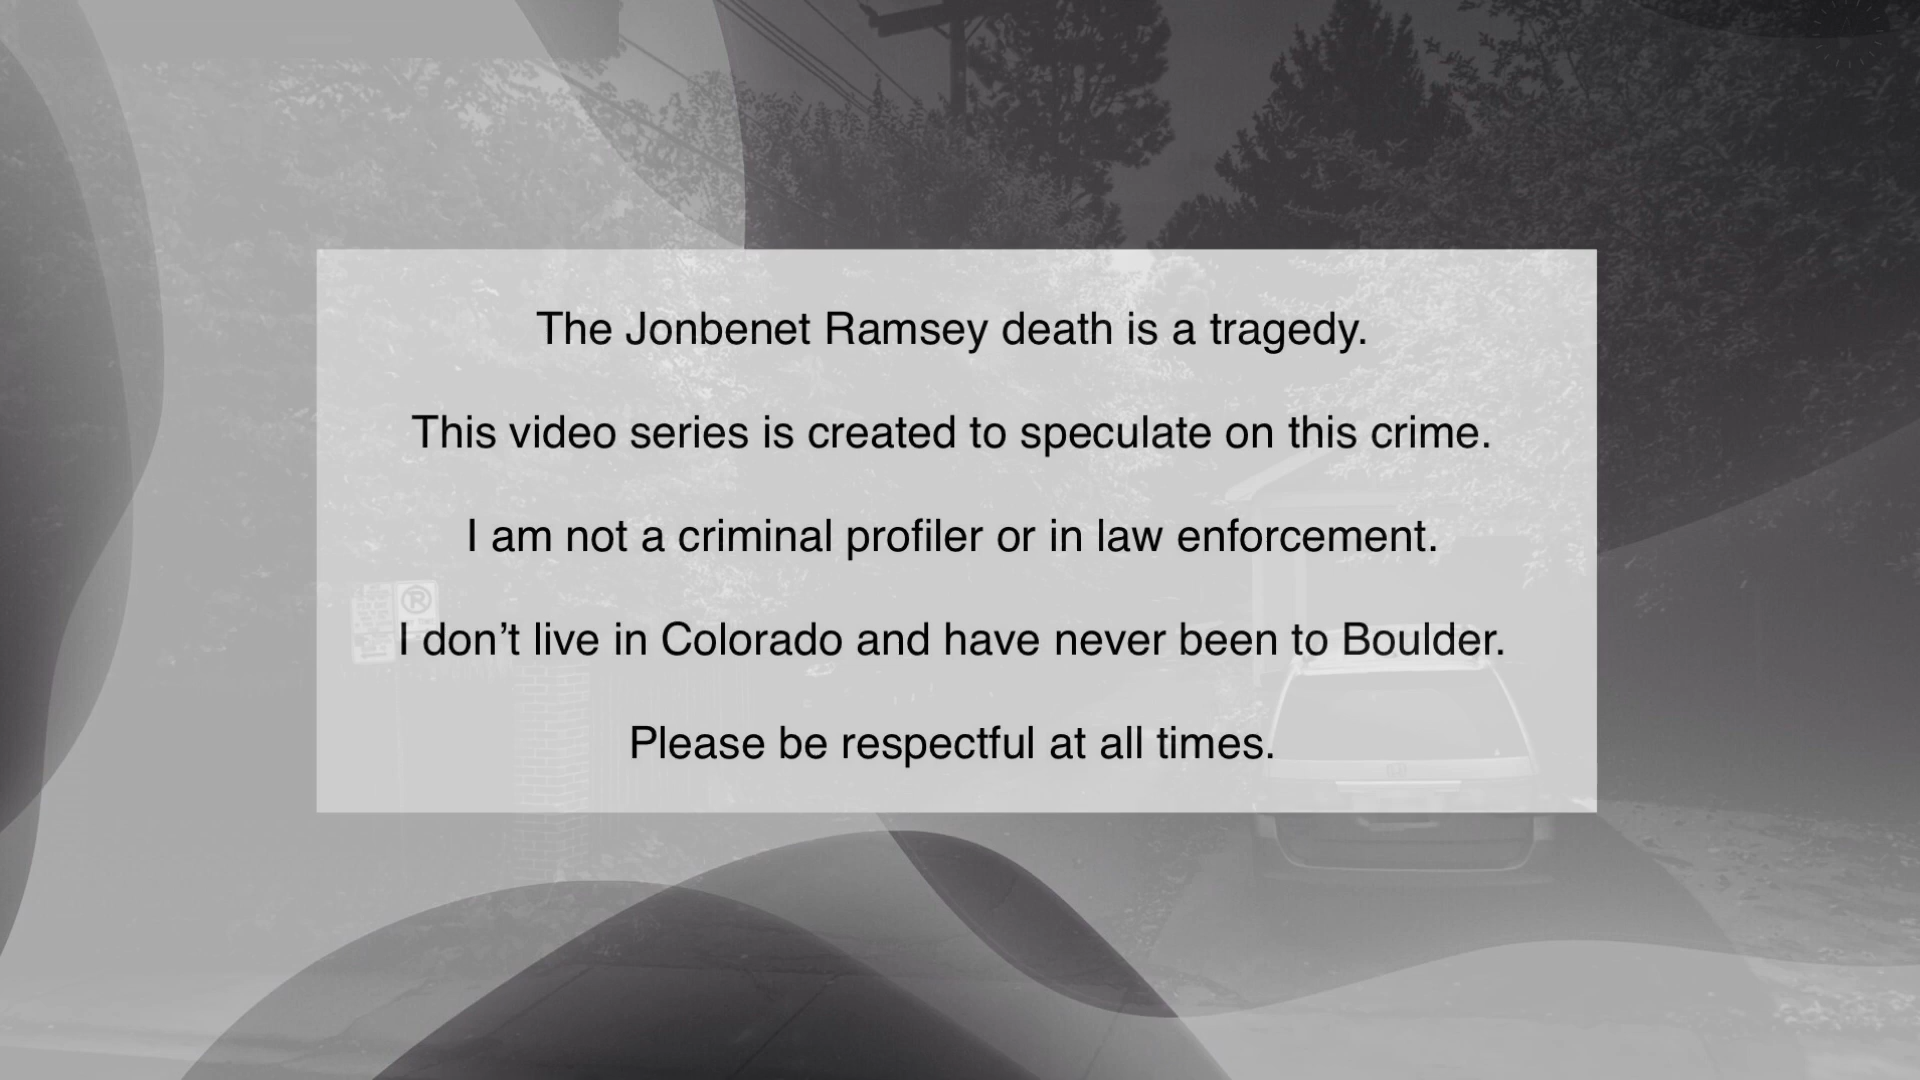 The Jonbenet Ramsey death is a tragedy.
This video series is created to speculate on this crime.
I am not a criminal profiler or in law enforcement.
I don’t live in Colorado and have never been to Boulder.
Please be respectful at all times.